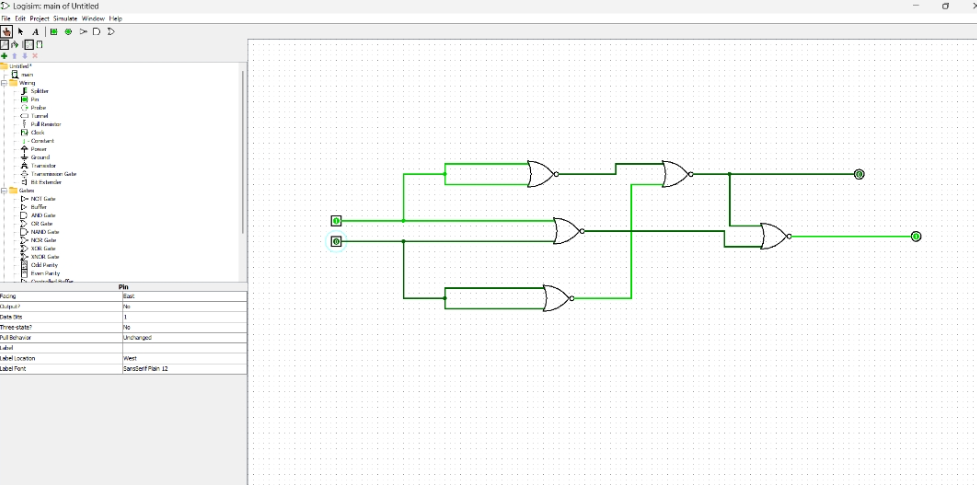 Logisim: main of Untitled
File Edit Project Simulate Window Help
A
Untitled*
main
Wiring
Splitter
Pin
Probe
Tunnel
Pull Resistor
Clock
Constant
Power
Ground
Transistor
Transmission Gate
Bit Extender
Gates
NOT Gate
Buffer
AND Gate
OR Gate
NAND Gate
NOR Gate
XOR Gate
XNOR Gate
Odd Parity
Even Parity
Controlled Buffer
Pin
Facing East
Output? No
Data Bits 1
Three-state? No
Pull Behavior Unchanged
Label
Label Location West
Label Font SansSerif Plain 12
1
0
0
1